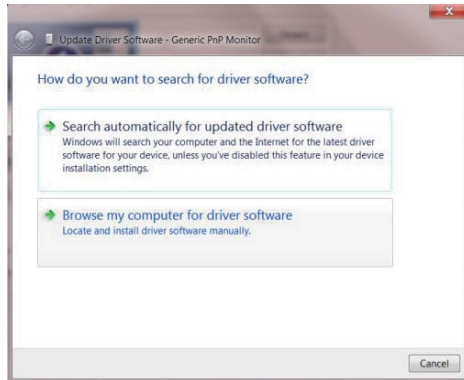 Update Driver Software - Generic PnP Monitor
How do you want to search for driver software?
Search automatically for updated driver software
Windows will search your computer and the Internet for the latest driver
software for your device, unless you've disabled this feature in your device
installation settings.
Browse my computer for driver software
Locate and install driver software manually.
Cancel